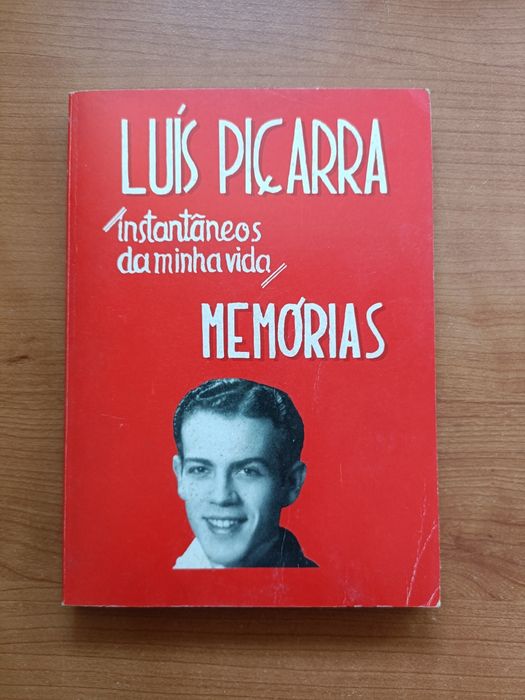 LUÍS PIÇARRA
"instantâneos
da minha vida"
MEMÓRIAS